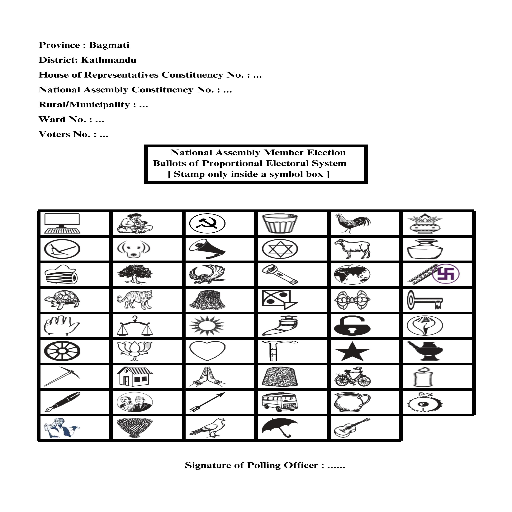 Province : Bagmati
District: Kathmandu
House of Representatives Constituency No. : ...
National Assembly Constituency No. : ...
Rural/Municipality : ...
Ward No. : ...
Voters No. : ...
National Assembly Member Election
Ballots of Proportional Electoral System
[ Stamp only inside a symbol box ]
Signature of Polling Officer : ......